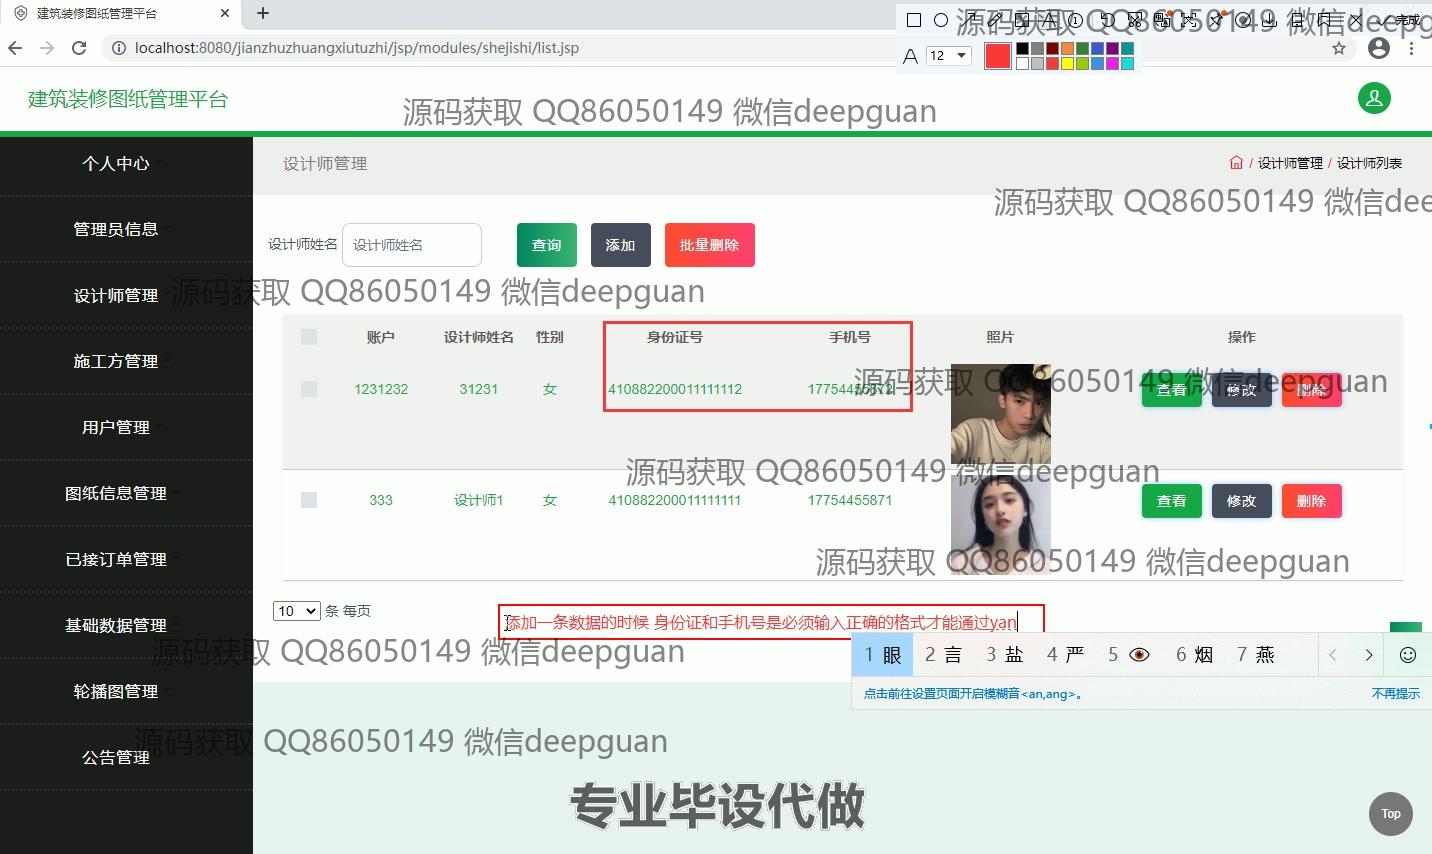 建筑装修图纸管理平台
localhost:8080/jianzhuzhuangxiutuzhi/jsp/modules/shejishi/list.jsp
完成
A 12
源码获取 QQ86050149 微信deepg
建筑装修图纸管理平台
源码获取 QQ86050149 微信deepguan
个人中心
设计师管理
设计师管理 / 设计师列表
源码获取 QQ86050149 微信dee
管理员信息
设计师姓名 设计师姓名 查询 添加 批量删除
设计师管理
源码获取 QQ86050149 微信deepguan
账户 设计师姓名 性别 身份证号 手机号 照片 操作
施工方管理
1231232 31231 女 410882200011111112 17754455872 查看 修改 删除
源码获取 QQ86050149 微信deepguan
用户管理
源码获取 QQ86050149 微信deepguan
图纸信息管理
333 设计师1 女 410882200011111111 17754455871 查看 修改 删除
已接订单管理
源码获取 QQ86050149 微信deepguan
10 条 每页
基础数据管理
添加一条数据的时候 身份证和手机号是必须输入正确的格式才能通过yan
源码获取 QQ86050149 微信deepguan
1 眼 2 言 3 盐 4 严 5 👁 6 烟 7 燕
点击前往设置页面开启模糊音<an,ang>。 不再提示
轮播图管理
源码获取 QQ86050149 微信deepguan
公告管理
专业毕设代做
Top